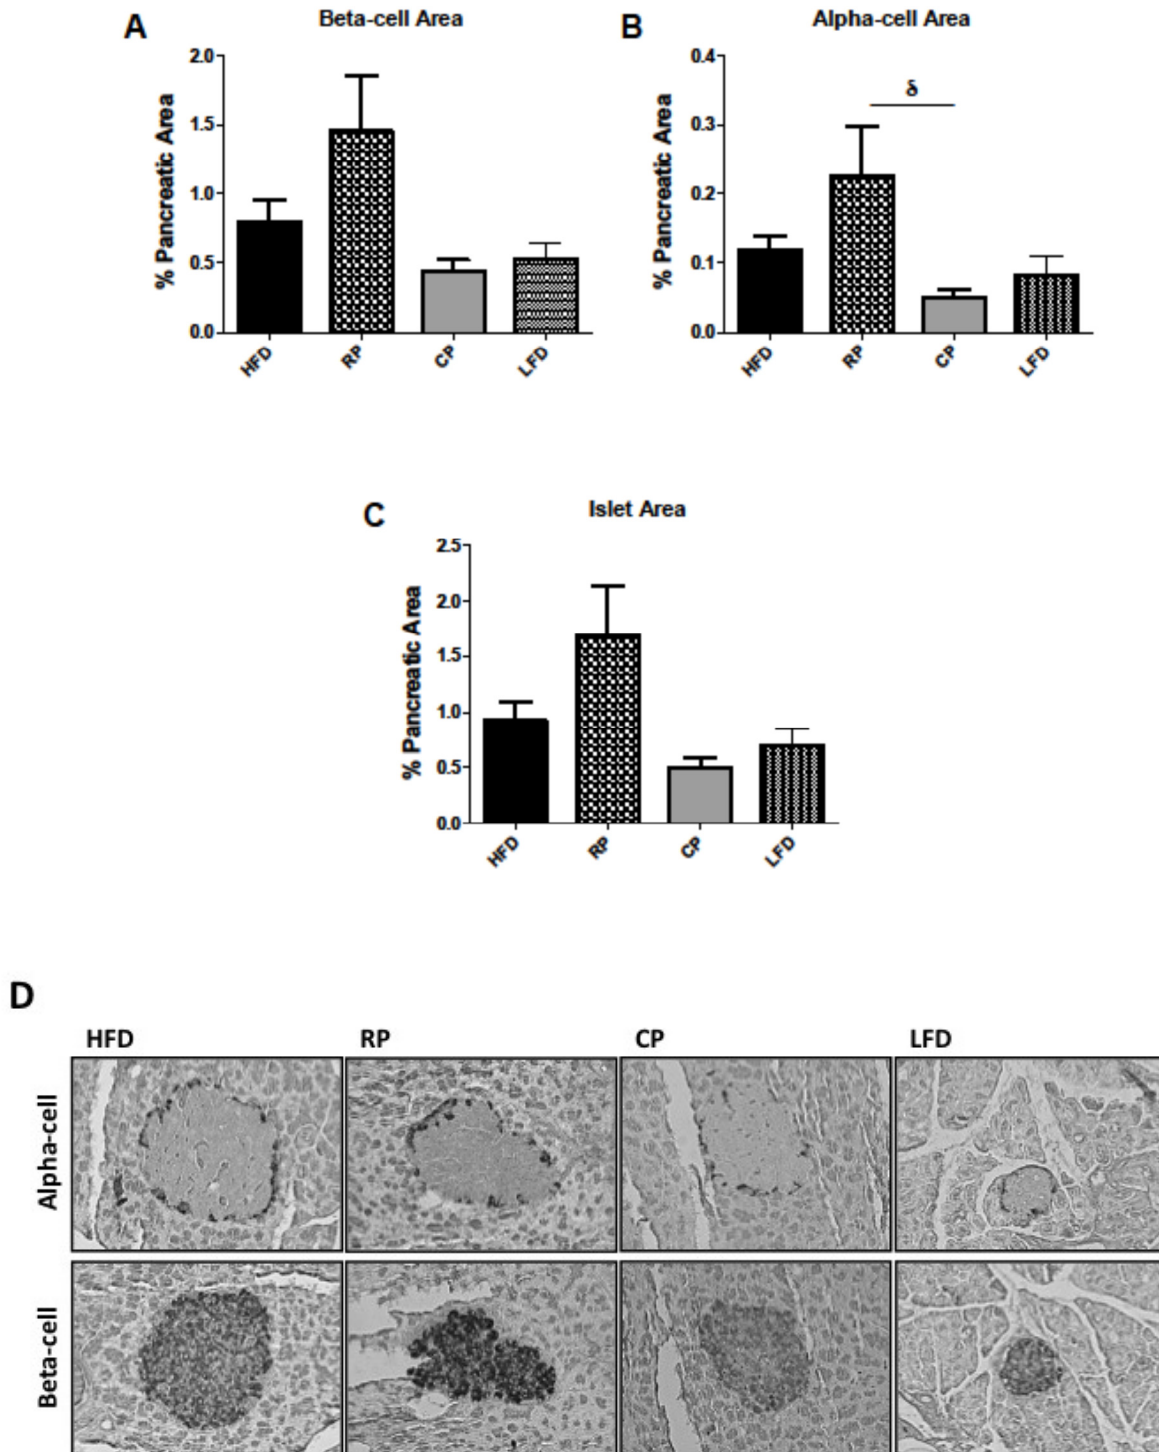 A
Beta-cell Area
% Pancreatic Area
2.0
1.5
1.0
0.5
0.0
HFD
RP
CP
LFD
B
Alpha-cell Area
% Pancreatic Area
0.4
0.3
0.2
0.1
0.0
δ
HFD
RP
CP
LFD
C
Islet Area
% Pancreatic Area
2.5
2.0
1.5
1.0
0.5
0.0
HFD
RP
CP
LFD
D
HFD
RP
CP
LFD
Alpha-cell
Beta-cell